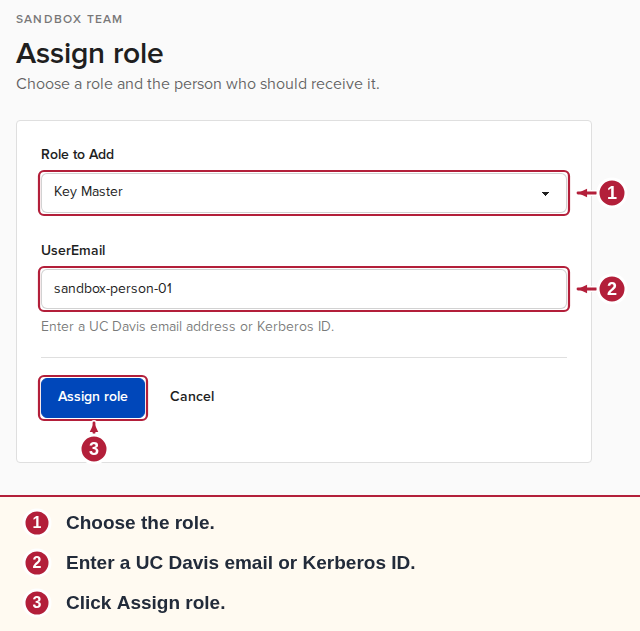 SANDBOX TEAM
Assign role
Choose a role and the person who should receive it.
Role to Add
Key Master
1
UserEmail
sandbox-person-01
2
Enter a UC Davis email address or Kerberos ID.
Assign role Cancel
3
1 Choose the role.
2 Enter a UC Davis email or Kerberos ID.
3 Click Assign role.